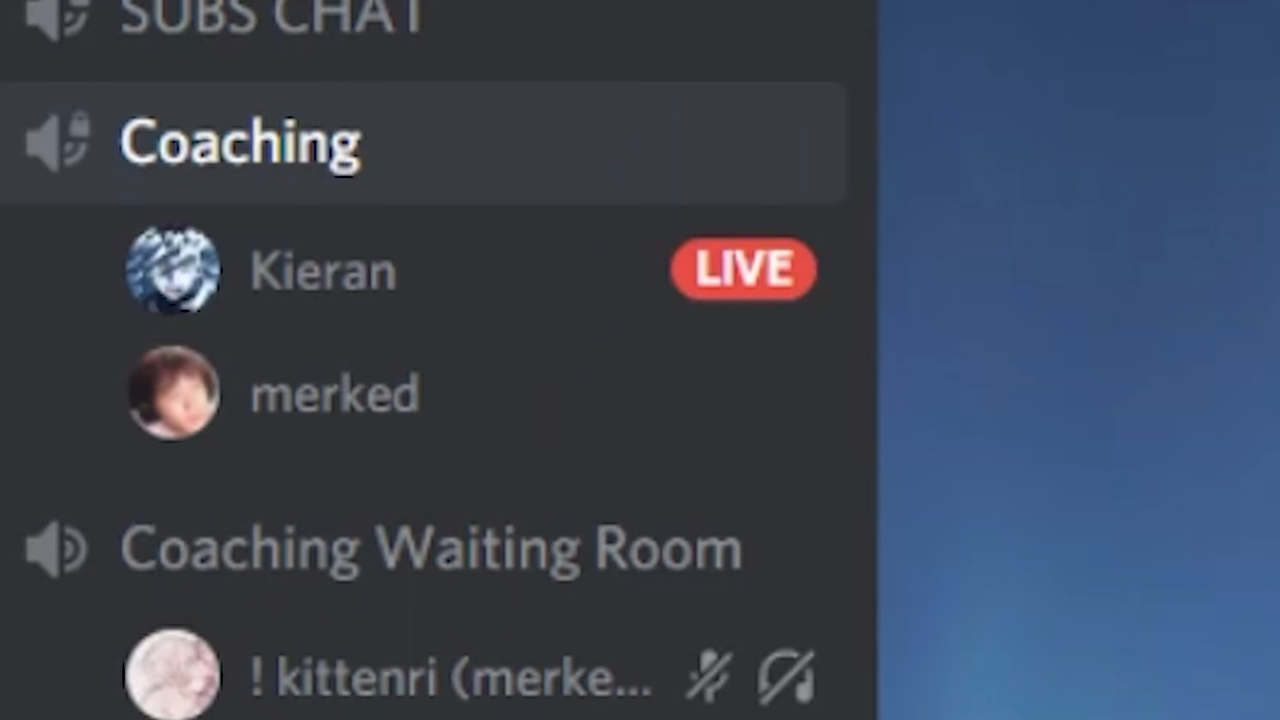 SUBS CHAT
Coaching
Kieran LIVE
merked
Coaching Waiting Room
! kittenri (merke...